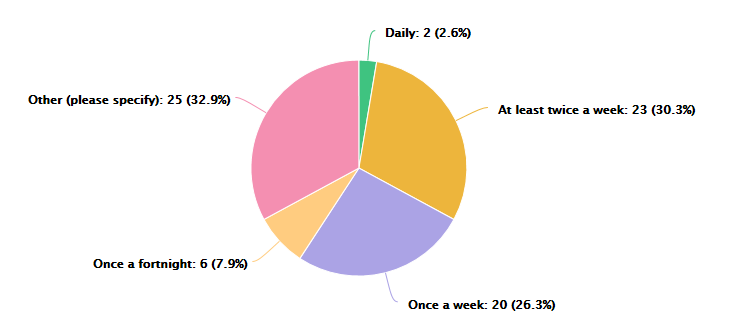 Daily: 2 (2.6%)
Other (please specify): 25 (32.9%)
At least twice a week: 23 (30.3%)
Once a fortnight: 6 (7.9%)
Once a week: 20 (26.3%)